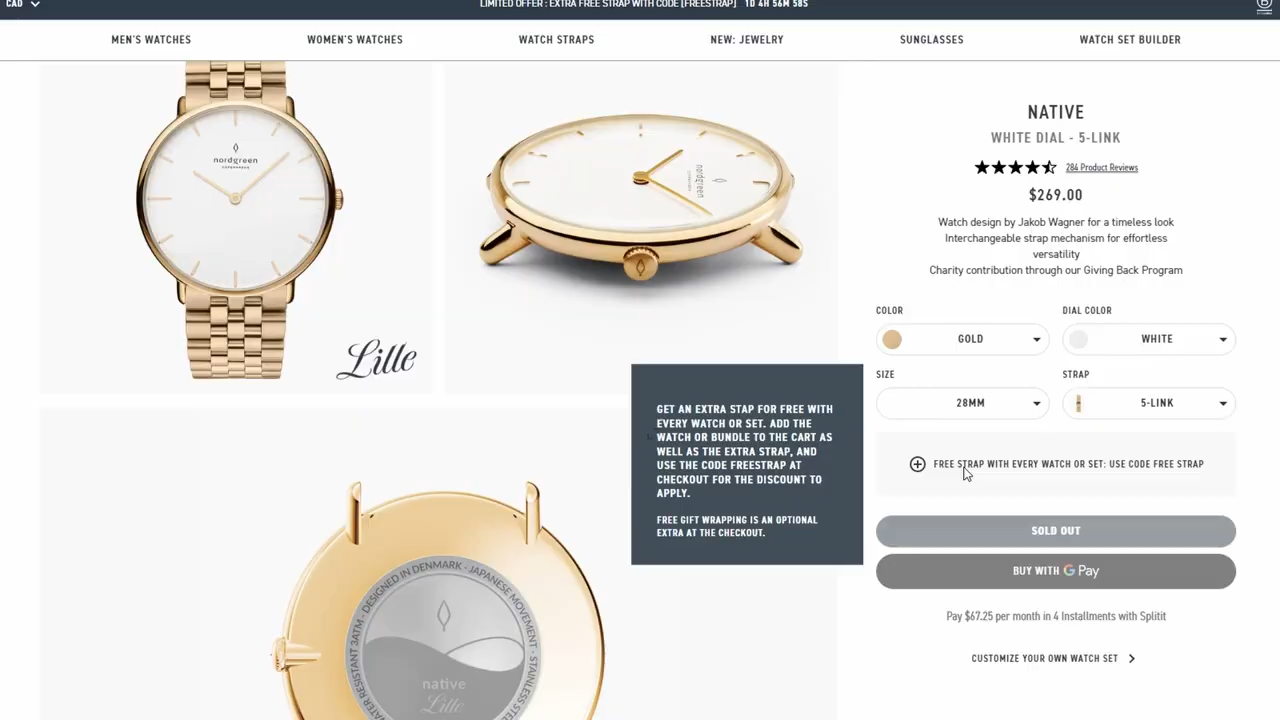 CAD
LIMITED OFFER : EXTRA FREE STRAP WITH CODE [FREESTRAP] 1D 4H 56M 58S
MEN'S WATCHES
WOMEN'S WATCHES
WATCH STRAPS
NEW: JEWELRY
SUNGLASSES
WATCH SET BUILDER
nordgreen
COPENHAGEN
Lille
nordgreen
NATIVE
WHITE DIAL - 5-LINK
284 Product Reviews
$269.00
Watch design by Jakob Wagner for a timeless look
Interchangeable strap mechanism for effortless
versatility
Charity contribution through our Giving Back Program
COLOR
DIAL COLOR
GOLD
WHITE
SIZE
STRAP
28MM
5-LINK
GET AN EXTRA STAP FOR FREE WITH
EVERY WATCH OR SET. ADD THE
WATCH OR BUNDLE TO THE CART AS
WELL AS THE EXTRA STRAP, AND
USE THE CODE FREESTRAP AT
CHECKOUT FOR THE DISCOUNT TO
APPLY.
FREE GIFT WRAPPING IS AN OPTIONAL
EXTRA AT THE CHECKOUT.
FREE STRAP WITH EVERY WATCH OR SET: USE CODE FREE STRAP
SOLD OUT
BUY WITH G Pay
Pay $67.25 per month in 4 Installments with Splitit
CUSTOMIZE YOUR OWN WATCH SET
WATER RESISTANT 3ATM - DESIGNED IN DENMARK - JAPANESE MOVEMENT - STAINLESS
native
Lille